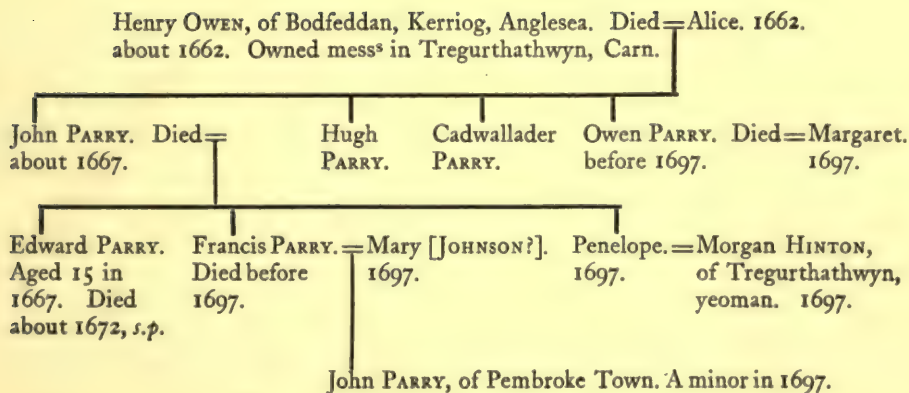 Henry OWEN, of Bodfeddan, Kerriog, Anglesea. Died=Alice. 1662.
about 1662. Owned messˢ in Tregurthathwyn, Carn.
John PARRY. Died=
about 1667.
Hugh
PARRY.
Cadwallader
PARRY.
Owen PARRY. Died=Margaret.
before 1697. 1697.
Edward PARRY.
Aged 15 in
1667. Died
about 1672, s.p.
Francis PARRY.=Mary [JOHNSON?].
Died before 1697.
1697.
Penelope.=Morgan HINTON,
1697. of Tregurthathwyn,
yeoman. 1697.
John PARRY, of Pembroke Town. A minor in 1697.